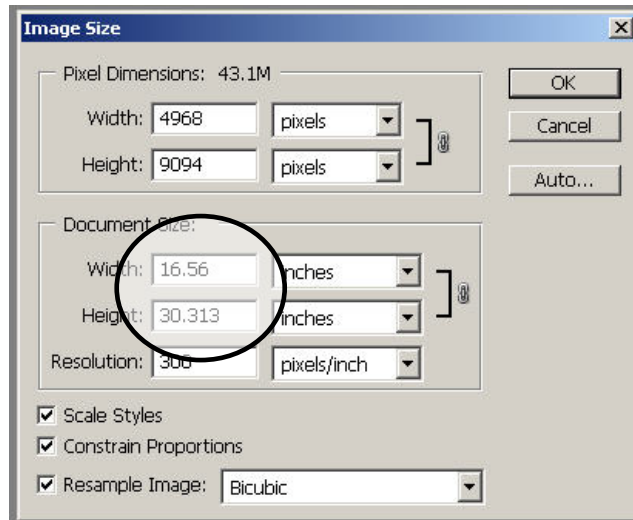 Image Size
Pixel Dimensions: 43.1M
OK
Width: 4968 pixels
Cancel
Height: 9094 pixels
Auto...
Document Size:
Width: 16.56 inches
Height: 30.313 inches
Resolution: 300 pixels/inch
Scale Styles
Constrain Proportions
Resample Image: Bicubic